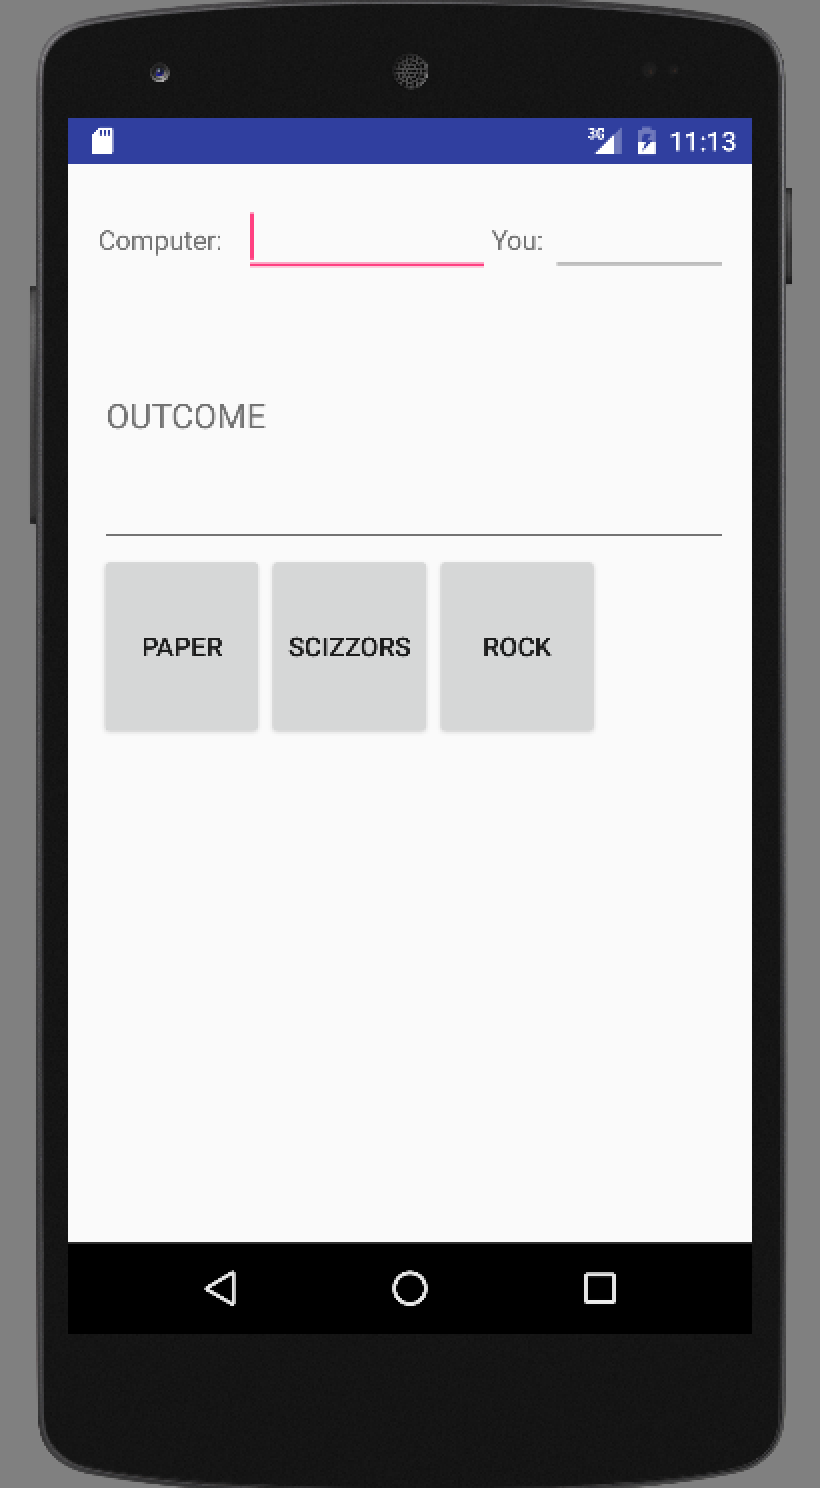 3G 11:13
Computer: You:
OUTCOME
PAPER SCIZZORS ROCK